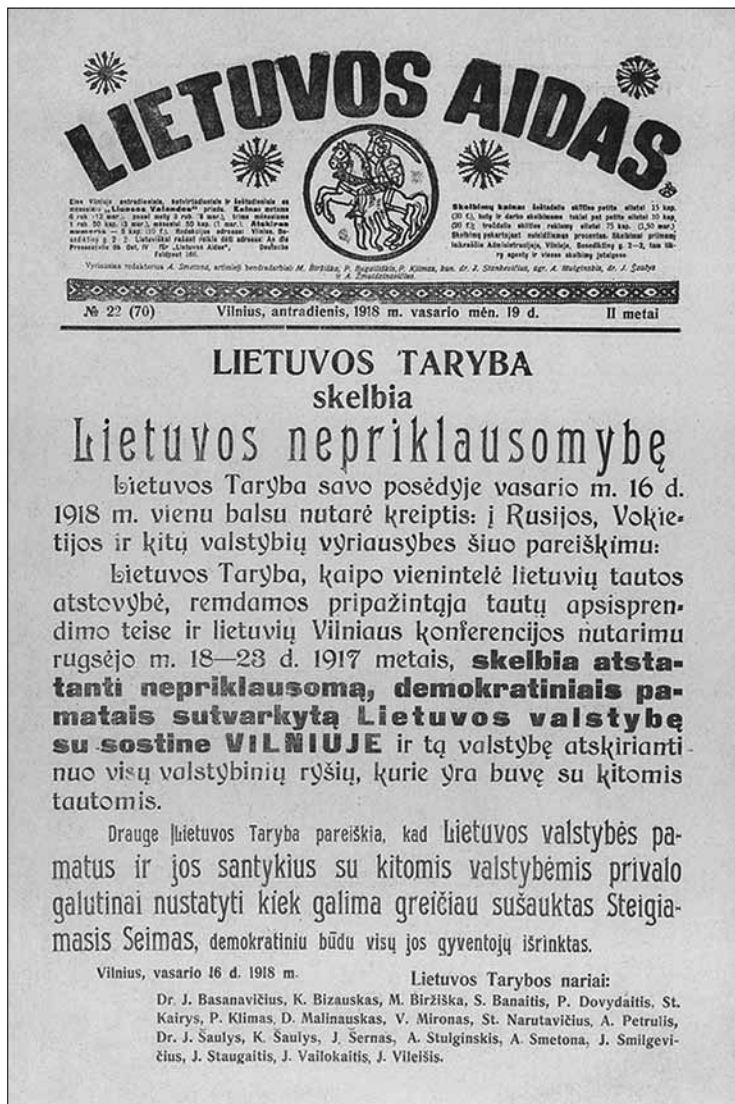 LIETUVOS AIDAS
Vyriausias redaktorius A. Smetona, artimieji bendradarbiai: M. Biržiška, P. Bugailiškis, P. Klimas, kun. dr. J. Stankevičius, agr. A. Stulginskis, dr. J. Šaulys
№ 22 (70) Vilnius, antradienis, 1918 m. vasario mėn. 19 d. II metai
LIETUVOS TARYBA
skelbia
Lietuvos nepriklausomybę
Lietuvos Taryba savo posėdyje vasario m. 16 d.
1918 m. vienu balsu nutarė kreiptis: į Rusijos, Vokie-
tijos ir kitų valstybių vyriausybes šiuo pareiškimu:
Lietuvos Taryba, kaipo vienintelė lietuvių tautos
atstovybė, remdamos pripažintąja tautų apsispren-
dimo teise ir lietuvių Vilniaus konferencijos nutarimu
rugsėjo m. 18—23 d. 1917 metais, skelbia atsta-
tanti nepriklausomą, demokratiniais pa-
matais sutvarkytą Lietuvos valstybę
su sostine VILNIUJE ir tą valstybę atskirianti
nuo visų valstybinių ryšių, kurie yra buvę su kitomis
tautomis.
Drauge Lietuvos Taryba pareiškia, kad Lietuvos valstybės pa-
matus ir jos santykius su kitomis valstybėmis privalo
galutinai nustatyti kiek galima greičiau sušauktas Steigia-
masis Seimas, demokratiniu būdu visų jos gyventojų išrinktas.
Vilnius, vasario 16 d. 1918 m. Lietuvos Tarybos nariai:
Dr. J. Basanavičius, K. Bizauskas, M. Biržiška, S. Banaitis, P. Dovydaitis, St.
Kairys, P. Klimas, D. Malinauskas, V. Mironas, St. Narutavičius, A. Petrulis,
Dr. J. Šaulys, K. Šaulys, J. Šernas, A. Stulginskis, A. Smetona, J. Smilgevi-
čius, J. Staugaitis, J. Vailokaitis, J. Vileišis.